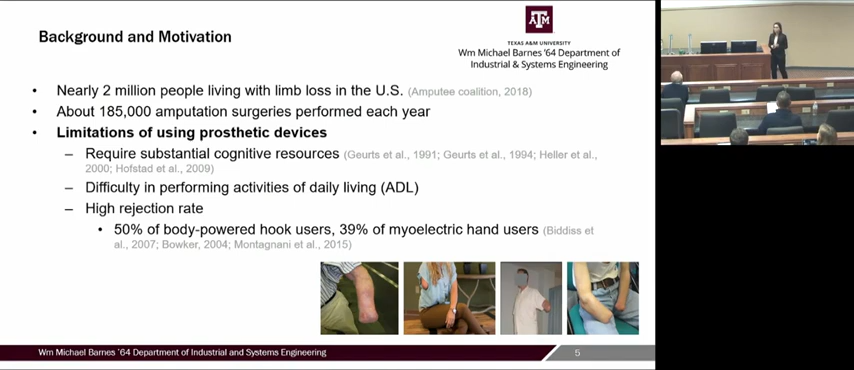 Background and Motivation
ATM
TEXAS A&M UNIVERSITY
Wm Michael Barnes '64 Department of
Industrial & Systems Engineering
• Nearly 2 million people living with limb loss in the U.S. (Amputee coalition, 2018)
• About 185,000 amputation surgeries performed each year
• Limitations of using prosthetic devices
– Require substantial cognitive resources (Geurts et al., 1991; Geurts et al., 1994; Heller et al.,
2000; Hofstad et al., 2009)
– Difficulty in performing activities of daily living (ADL)
– High rejection rate
• 50% of body-powered hook users, 39% of myoelectric hand users (Biddiss et
al., 2007; Bowker, 2004; Montagnani et al., 2015)
Wm Michael Barnes '64 Department of Industrial and Systems Engineering
5